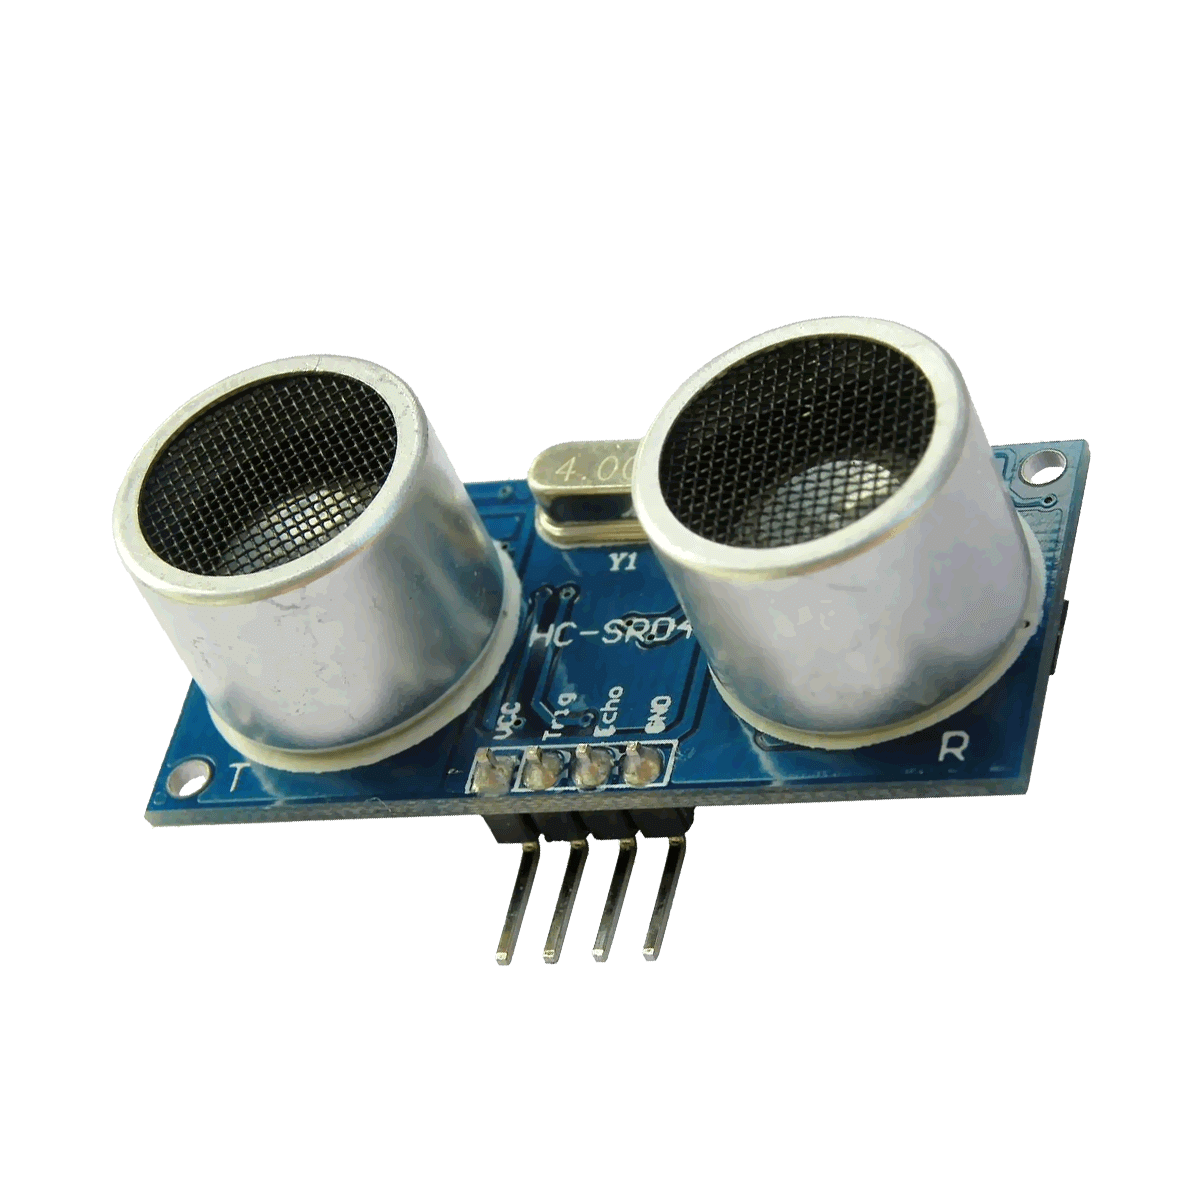 4.00
Y1
HC-SR04
VCC
Trig
Echo
GND
T
R